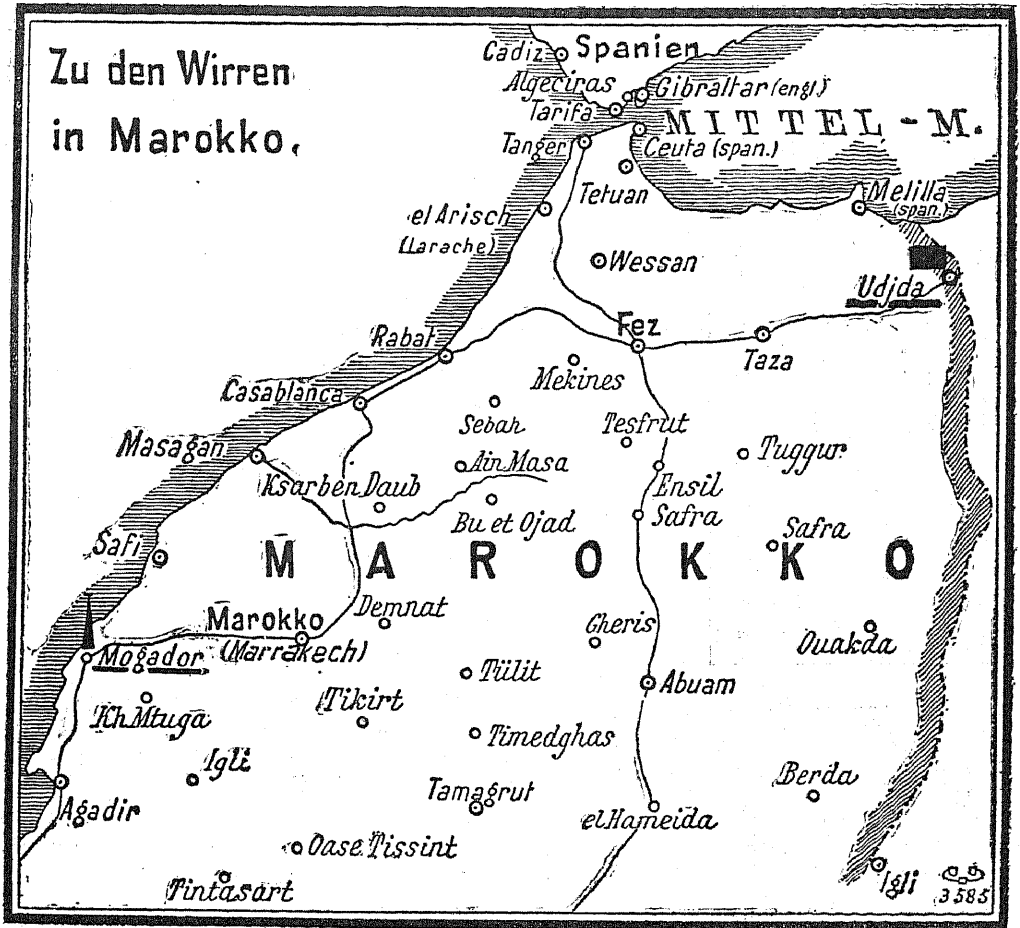 Zu den Wirren
in Marokko.
Cadiz
Spanien
Algeciras
Gibraltar (engl)
Tarifa
MITTEL-M.
Tanger
Ceuta (span.)
Tetuan
Melilla
(span.)
el Arisch
(Larache)
Wessan
Udjda
Rabat
Fez
Taza
Mekines
Casablanca
Sebah
Tesfrut
Masagan
Ain Masa
Tuggur
Ksarben Daub
Ensil
Bu et Ojad
Safra
Safra
Safi
MAROKKO
Demnat
Marokko
(Marrakech)
Gheris
Ouakda
Mogador
Tülit
Abuam
Kh Mtuga
Tikirt
Timedghas
Igli
Berda
Tamagrut
Agadir
el Hameida
Oase Tissint
Tintasart
Igli
3585